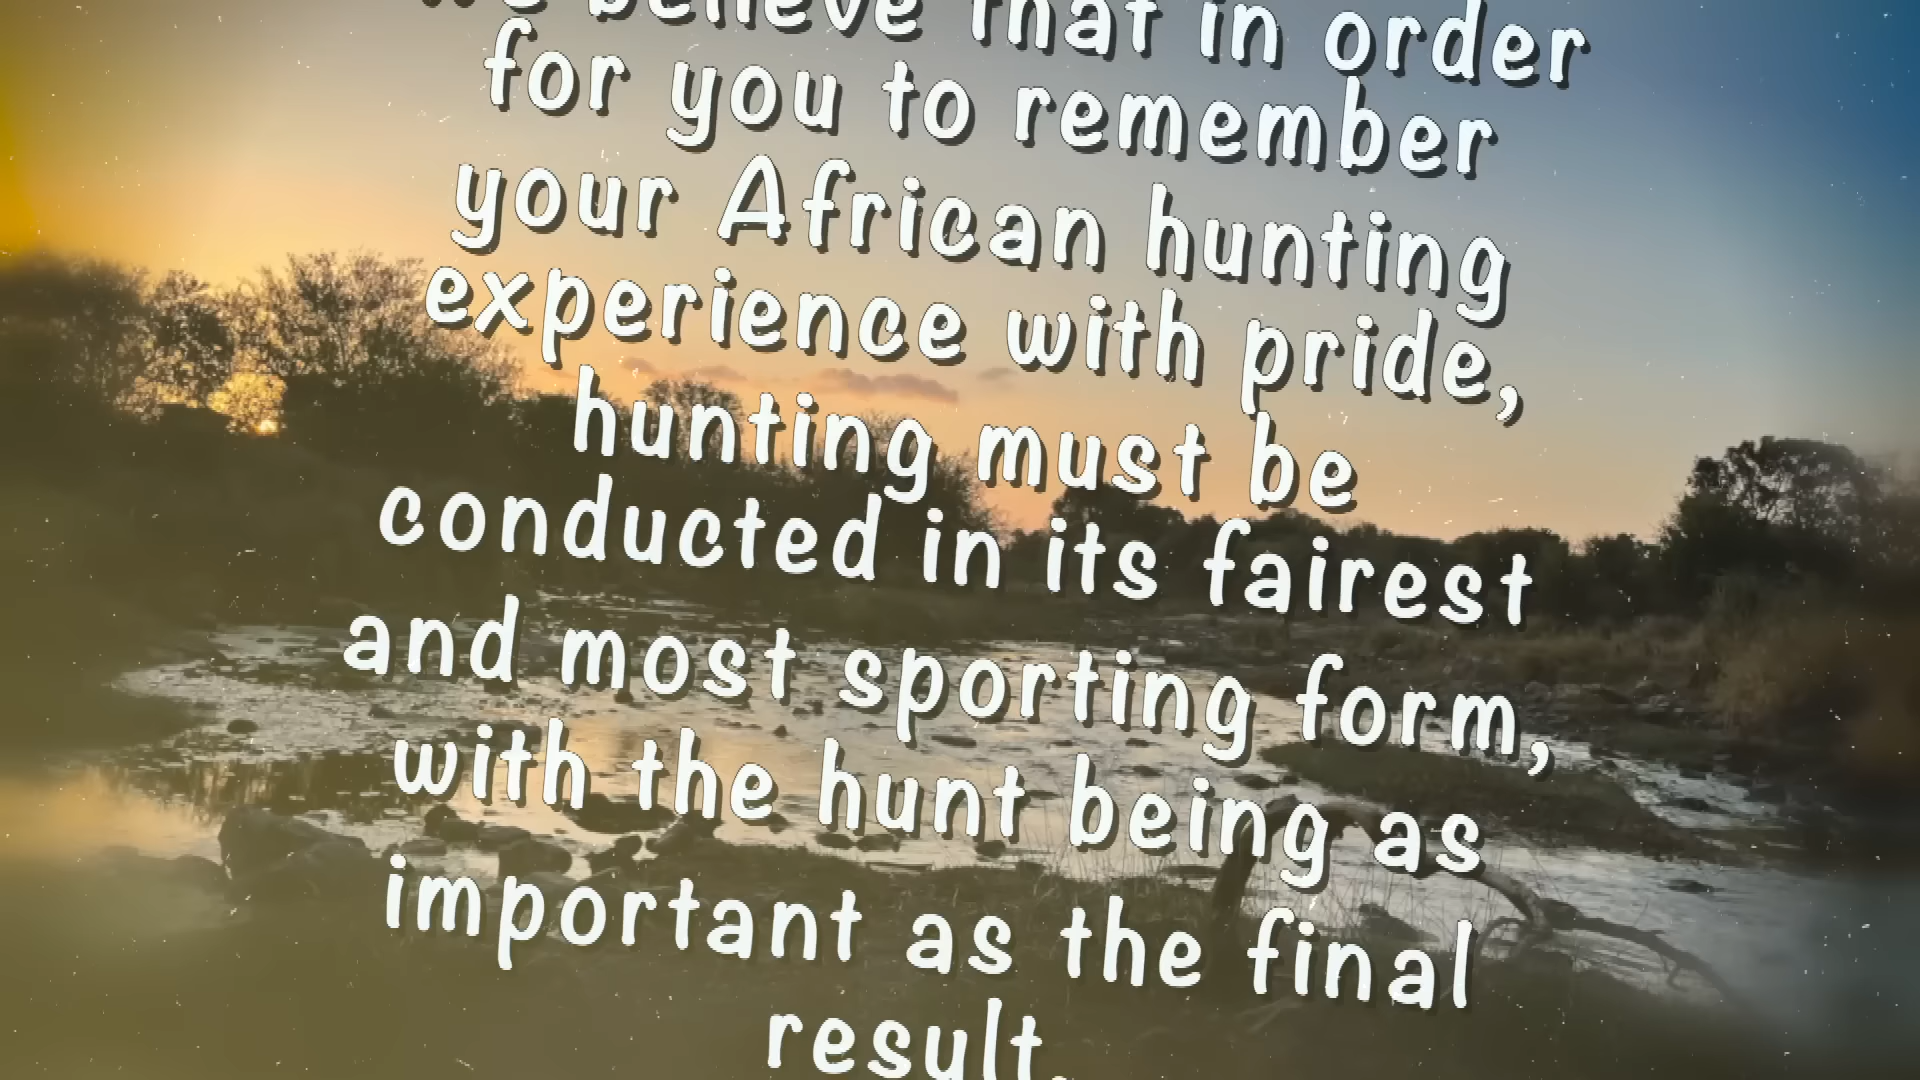 We believe that in order
for you to remember
your African hunting
experience with pride,
hunting must be
conducted in its fairest
and most sporting form,
with the hunt being as
important as the final
result.